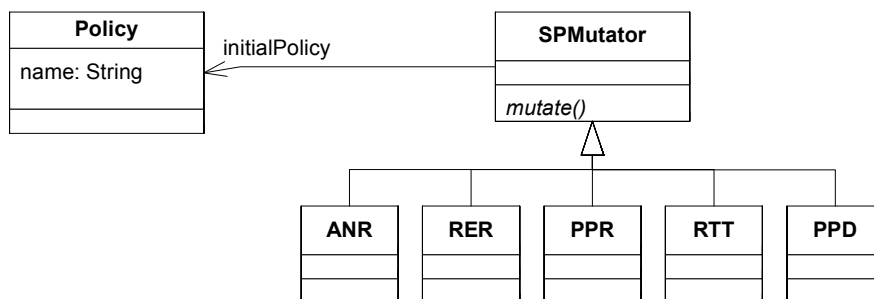 Policy
name: String
initialPolicy
SPMutator
mutate()
ANR
RER
PPR
RTT
PPD